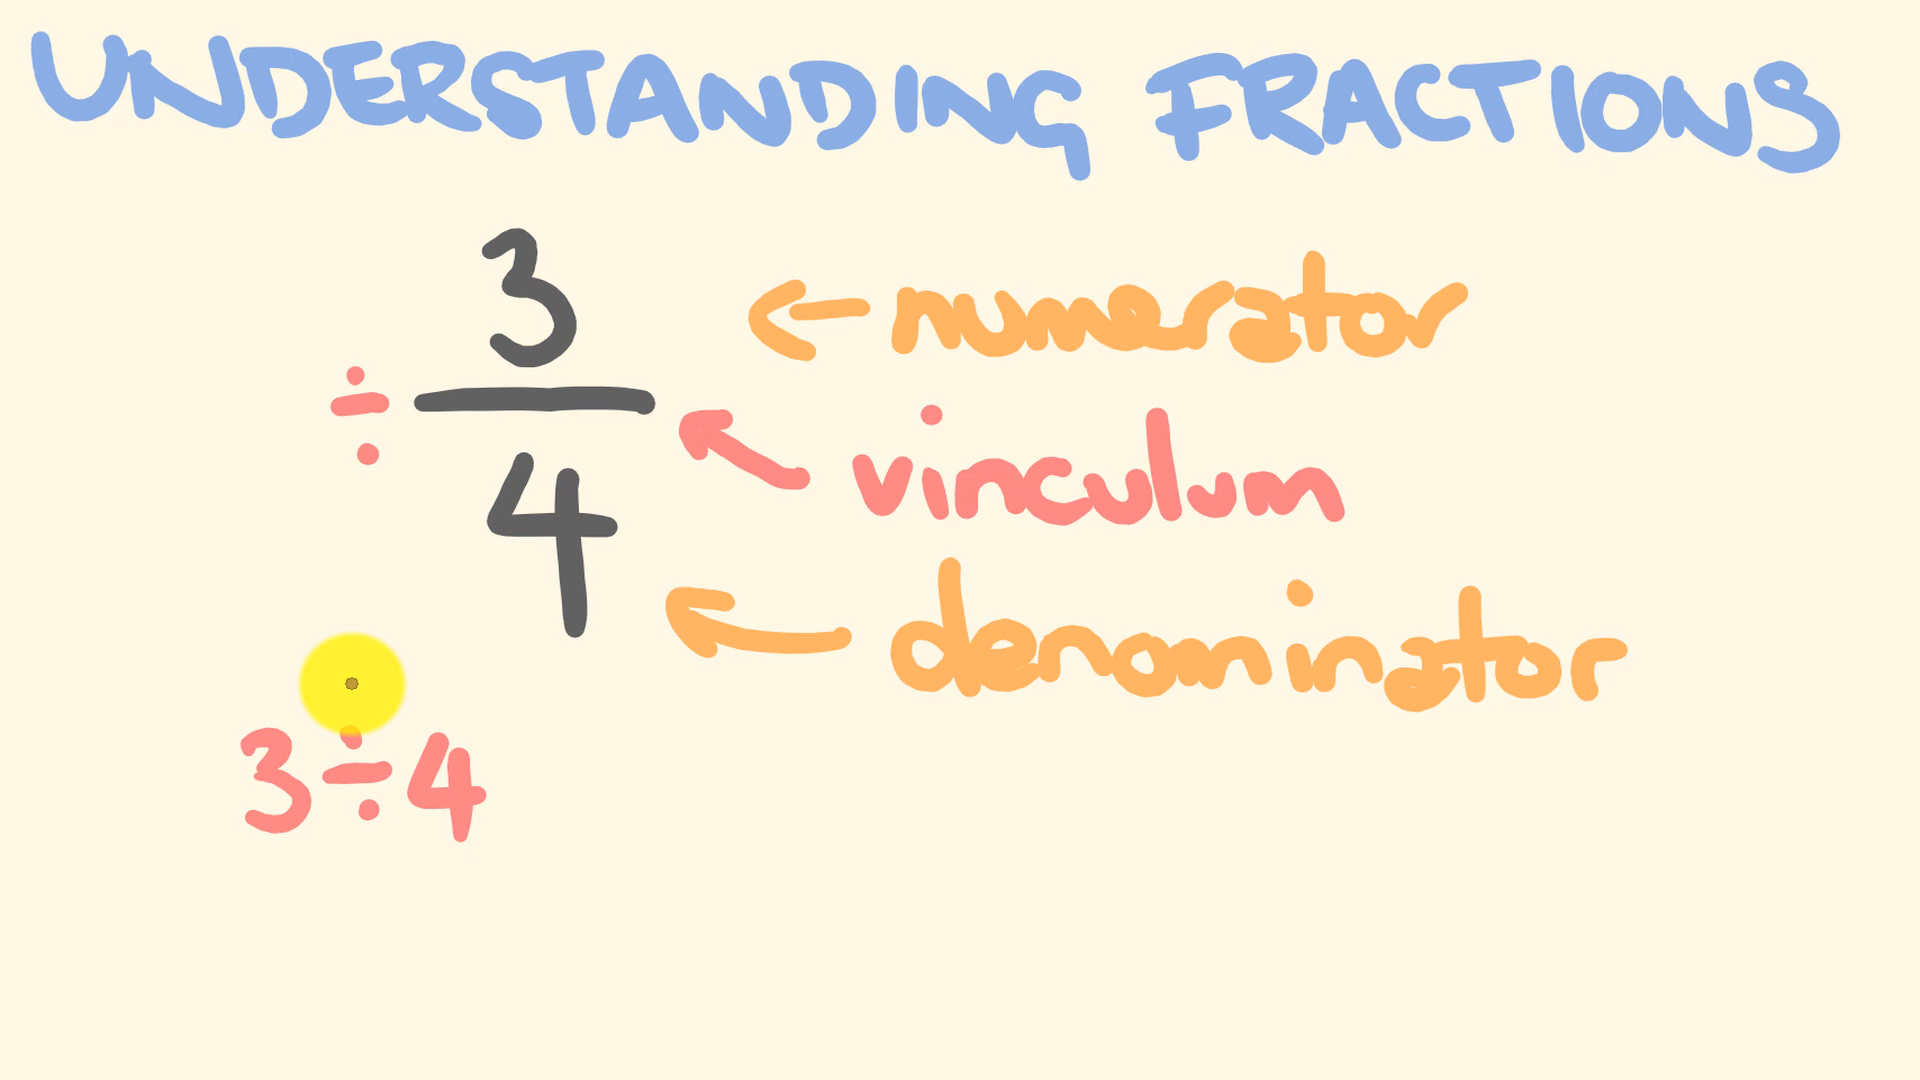 UNDERSTANDING FRACTIONS
3 ← numerator
÷ — ← vinculum
4 ← denominator
3÷4